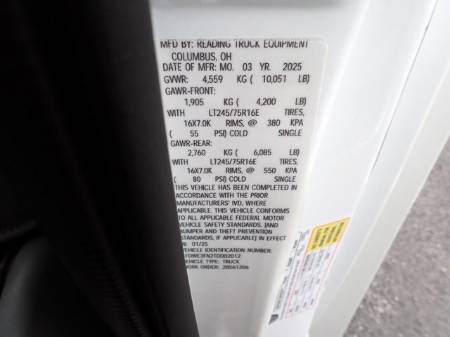 MFD BY: READING TRUCK EQUIPMENT
COLUMBUS, OH
DATE OF MFR: MO. 03 YR. 2025
GVWR: 4,559 KG ( 10,051 LB)
GAWR-FRONT:
1,905 KG ( 4,200 LB)
WITH LT245/75R16E TIRES,
16X7.0K RIMS, @ 380 KPA
( 55 PSI) COLD SINGLE
GAWR-REAR:
2,760 KG ( 6,085 LB)
WITH LT245/75R16E TIRES,
16X7.0K RIMS, @ 550 KPA
( 80 PSI) COLD SINGLE
THIS VEHICLE HAS BEEN COMPLETED IN
ACCORDANCE WITH THE PRIOR
MANUFACTURERS' IVD, WHERE
APPLICABLE. THIS VEHICLE CONFORMS
TO ALL APPLICABLE FEDERAL MOTOR
VEHICLE SAFETY STANDARDS, [AND
BUMPER AND THEFT PREVENTION
STANDARDS, IF APPLICABLE] IN EFFECT
IN 01/25
VEHICLE TYPE: TRUCK
WORK ORDER: 28061206